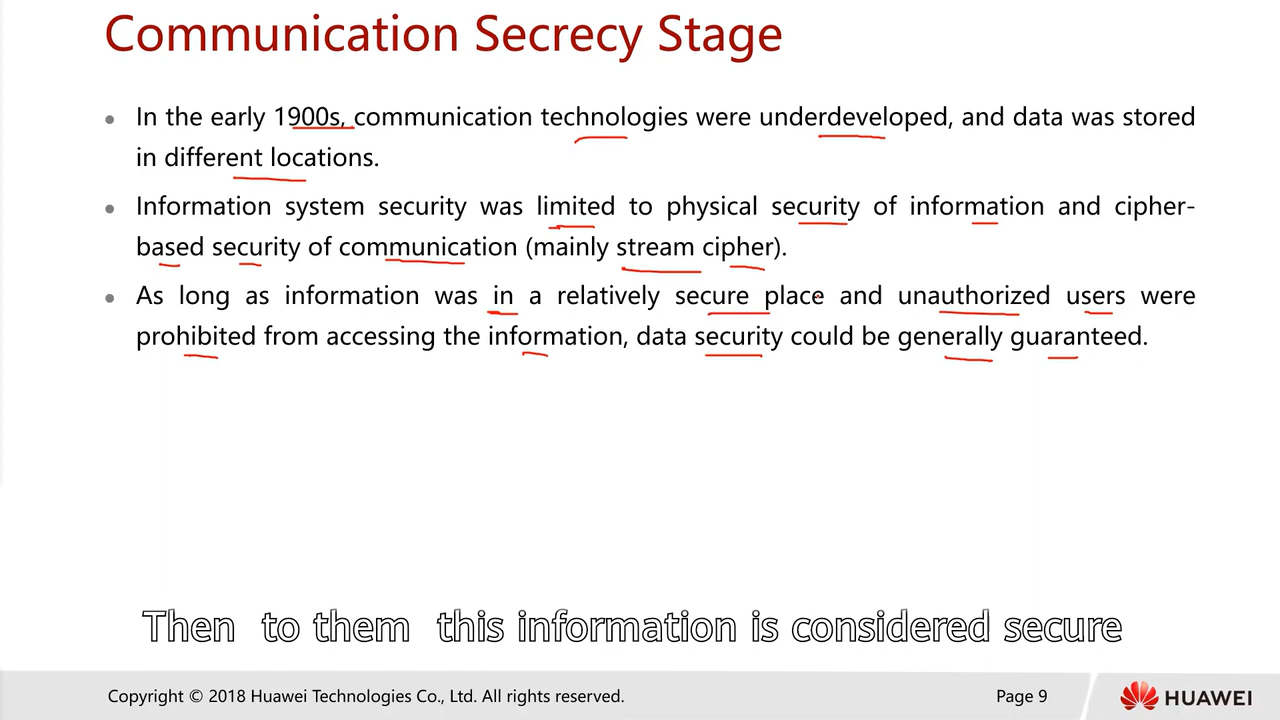 Communication Secrecy Stage
• In the early 1900s, communication technologies were underdeveloped, and data was stored
in different locations.
• Information system security was limited to physical security of information and cipher-
based security of communication (mainly stream cipher).
• As long as information was in a relatively secure place and unauthorized users were
prohibited from accessing the information, data security could be generally guaranteed.
Then to them this information is considered secure
Copyright © 2018 Huawei Technologies Co., Ltd. All rights reserved.
Page 9
HUAWEI